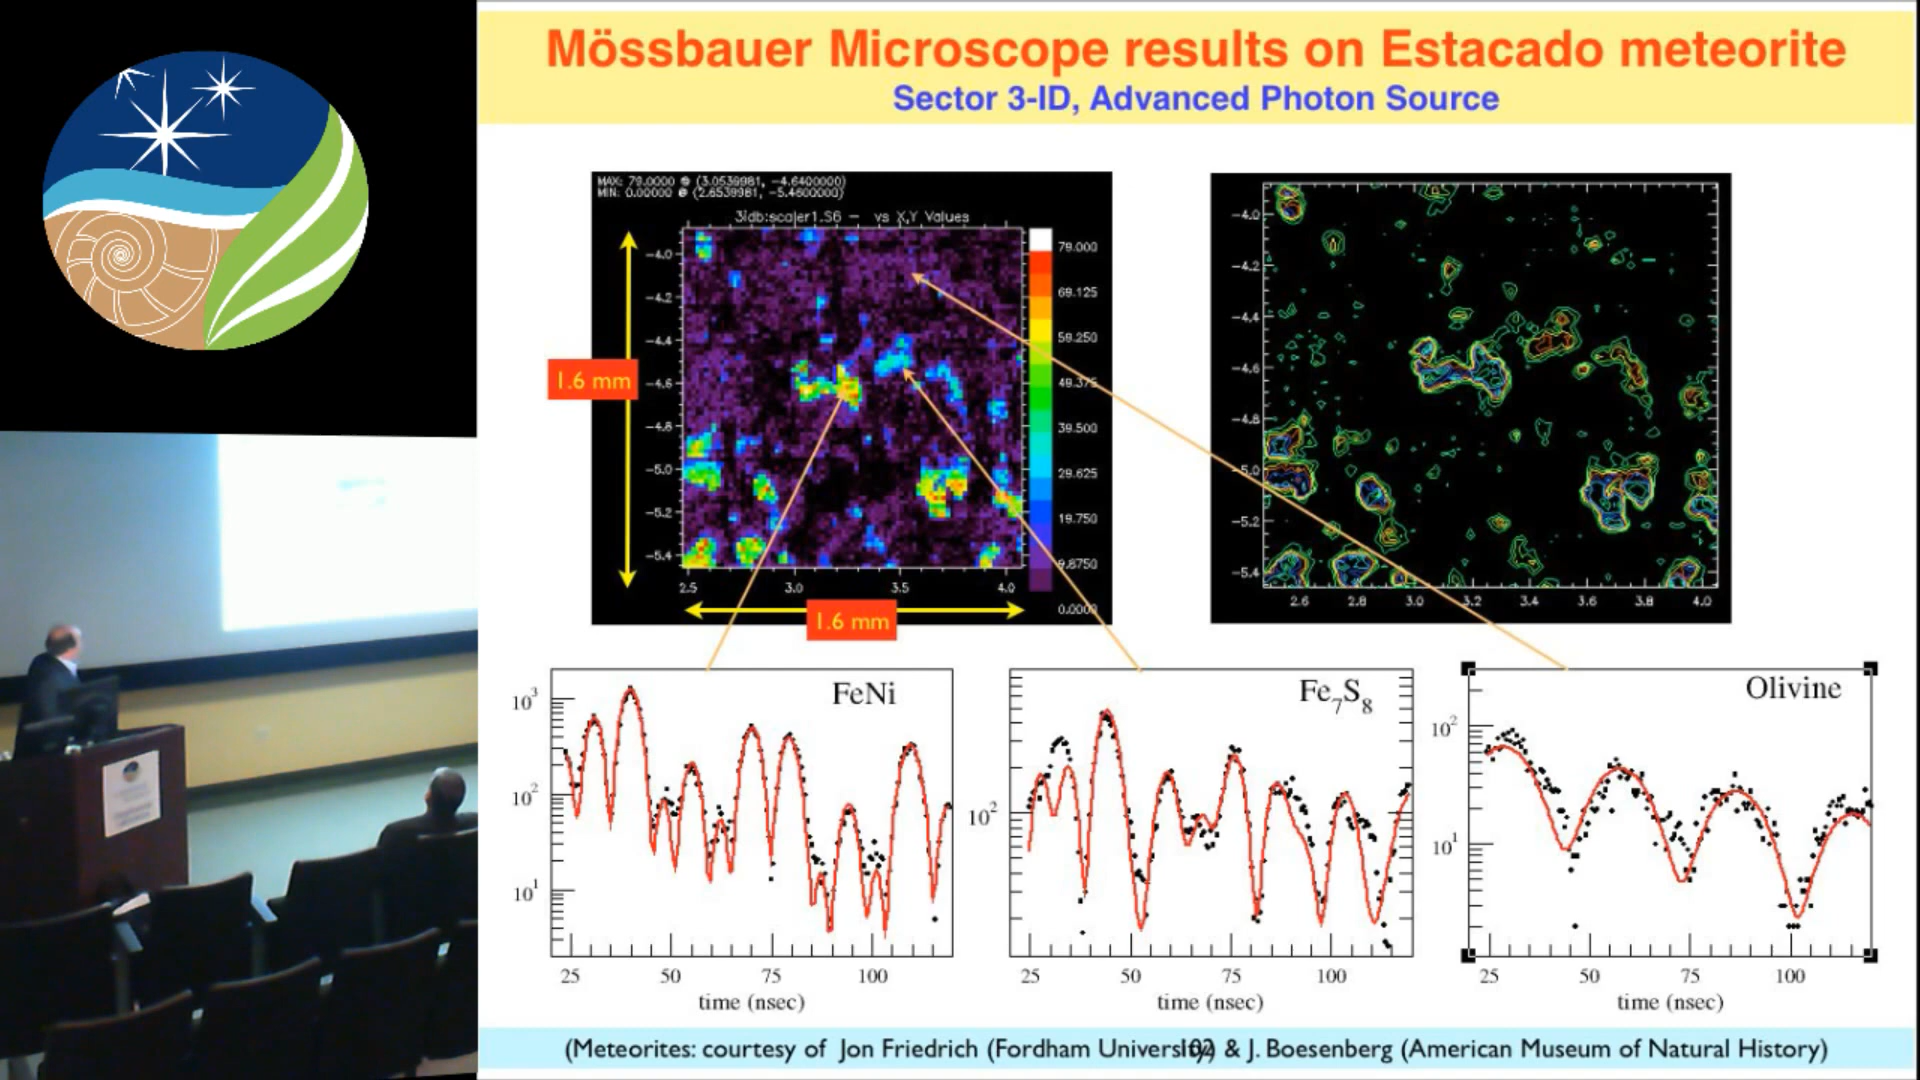 Mössbauer Microscope results on Estacado meteorite
Sector 3-ID, Advanced Photon Source
MAX: 79.0000 @ (3.0539981, -4.6400000)
MIN: 0.00000 @ (2.6539981, -5.4600000)
3idb:scaler1.S6 – vs X,Y Values
-4.0
-4.2
-4.4
-4.6
-4.8
-5.0
-5.2
-5.4
2.5 3.0 3.5 4.0
79.000
69.125
59.250
49.375
39.500
29.625
19.750
9.8750
0.0000
1.6 mm
1.6 mm
-4.0
-4.2
-4.4
-4.6
-4.8
-5.0
-5.2
-5.4
2.6 2.8 3.0 3.2 3.4 3.6 3.8 4.0
FeNi
10³
10²
10¹
25 50 75 100
time (nsec)
Fe₇S₈
10²
25 50 75 100
time (nsec)
Olivine
10²
10¹
25 50 75 100
time (nsec)
(Meteorites: courtesy of Jon Friedrich (Fordham University) & J. Boesenberg (American Museum of Natural History)
102